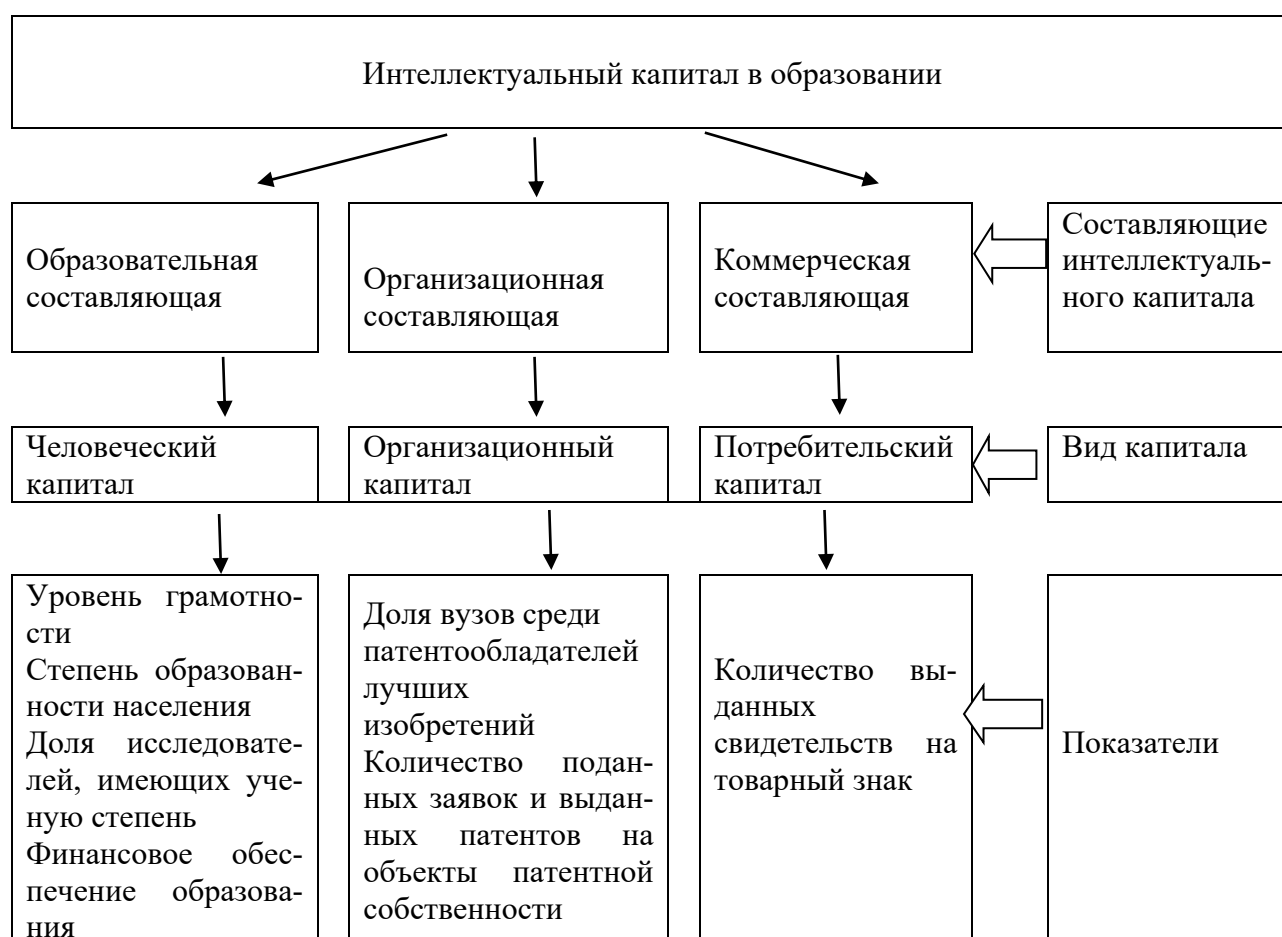 Интеллектуальный капитал в образовании
Образовательная
составляющая
Организационная
составляющая
Коммерческая
составляющая
Составляющие
интеллектуаль-
ного капитала
Человеческий
капитал
Организационный
капитал
Потребительский
капитал
Вид капитала
Уровень грамотно-
сти
Степень образован-
ности населения
Доля исследовате-
лей, имеющих уче-
ную степень
Финансовое обес-
печение образова-
ния
Доля вузов среди
патентообладателей
лучших
изобретений
Количество подан-
ных заявок и выдан-
ных патентов на
объекты патентной
собственности
Количество вы-
данных
свидетельств на
товарный знак
Показатели